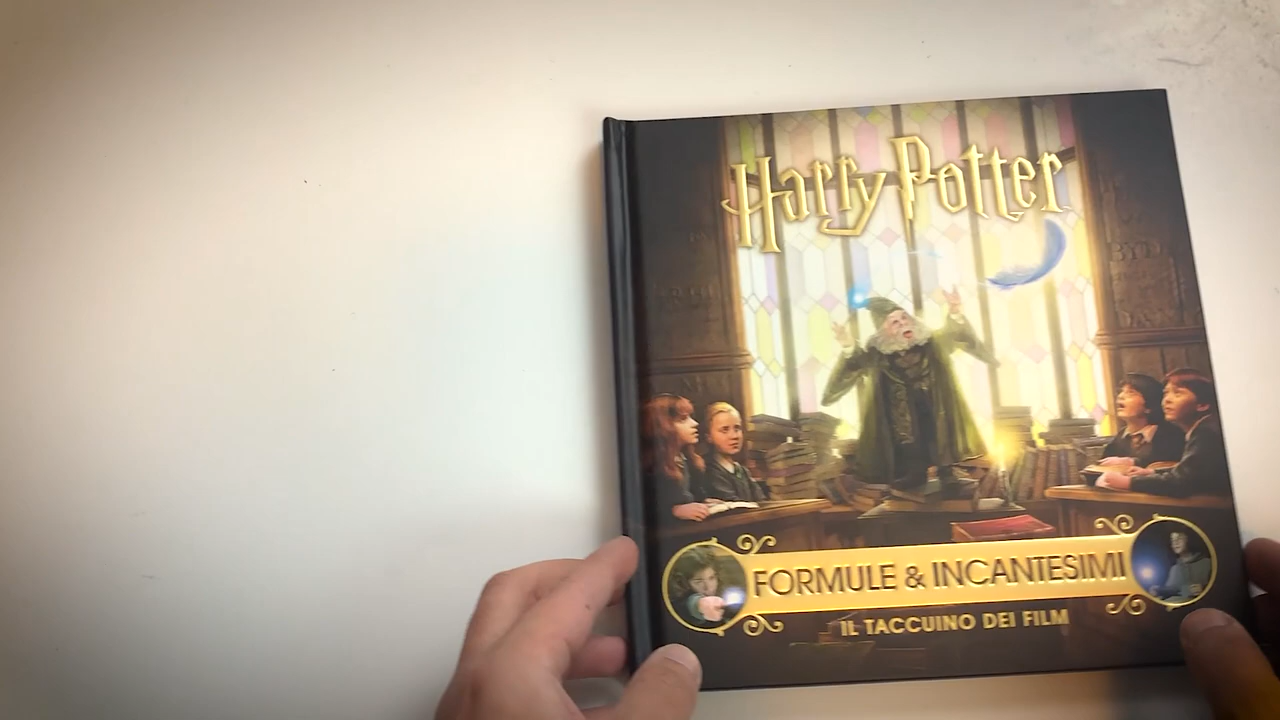 Harry Potter
FORMULE & INCANTESIMI
IL TACCUINO DEI FILM